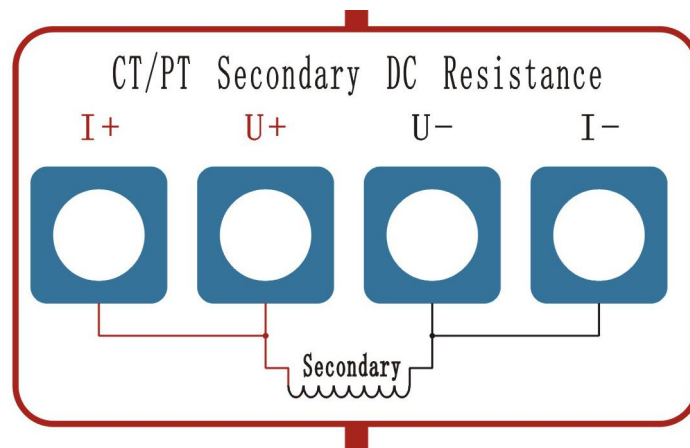 CT/PT Secondary DC Resistance
I+ U+ U- I-
Secondary